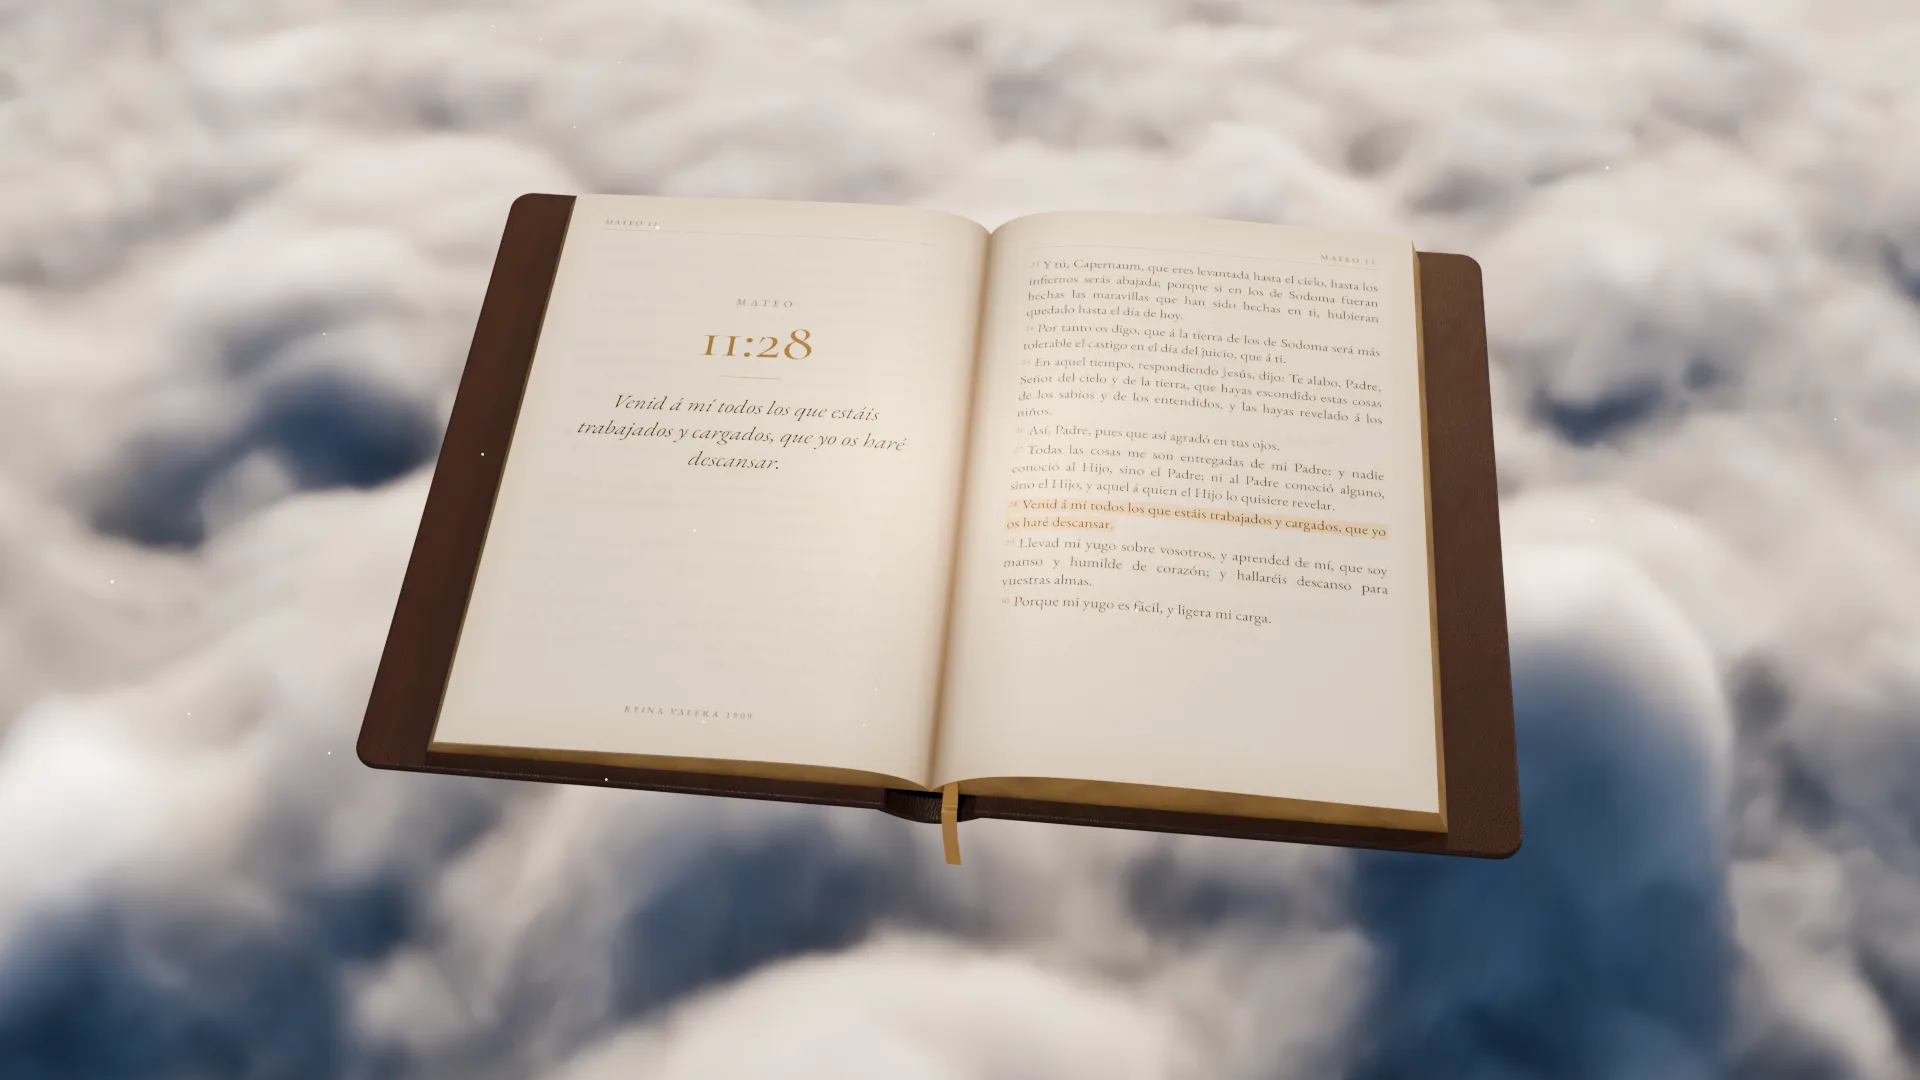 MATEO 11
MATEO
11:28
Venid á mí todos los que estáis
trabajados y cargados, que yo os haré
descansar.
REINA-VALERA 1909
MATEO 11
23 Y tú, Capernaum, que eres levantada hasta el cielo, hasta los
infiernos serás abajada; porque si en los de Sodoma fueran
hechas las maravillas que han sido hechas en ti, hubieran
quedado hasta el día de hoy.
24 Por tanto os digo, que á la tierra de los de Sodoma será más
tolerable el castigo en el día del juicio, que á ti.
25 En aquel tiempo, respondiendo Jesús, dijo: Te alabo, Padre,
Señor del cielo y de la tierra, que hayas escondido estas cosas
de los sabios y de los entendidos, y las hayas revelado á los
niños.
26 Así, Padre, pues que así agradó en tus ojos.
27 Todas las cosas me son entregadas de mi Padre: y nadie
conoció al Hijo, sino el Padre; ni al Padre conoció alguno,
sino el Hijo, y aquel á quien el Hijo lo quisiere revelar.
28 Venid á mí todos los que estáis trabajados y cargados, que yo
os haré descansar.
29 Llevad mi yugo sobre vosotros, y aprended de mí, que soy
manso y humilde de corazón; y hallaréis descanso para
vuestras almas.
30 Porque mi yugo es fácil, y ligera mi carga.